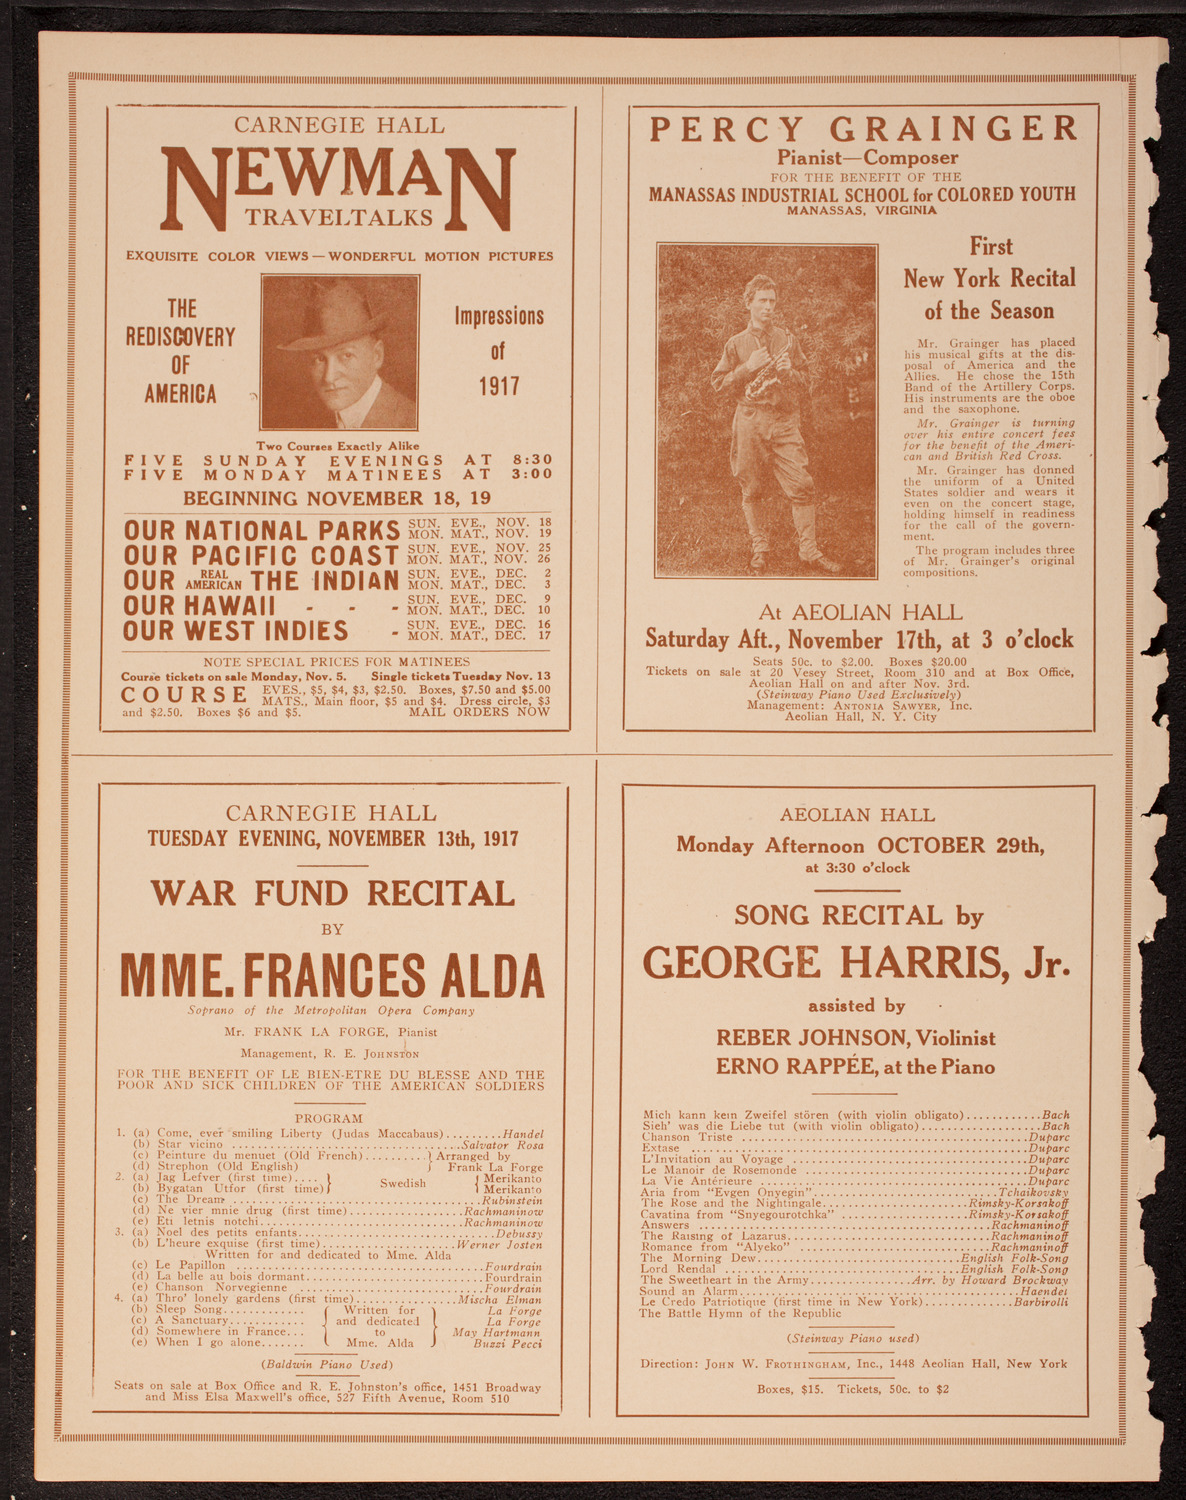 CARNEGIE HALL
NEWMAN
TRAVELTALKS
EXQUISITE COLOR VIEWS — WONDERFUL MOTION PICTURES
THE
REDISCOVERY
OF
AMERICA
Impressions
of
1917
Two Courses Exactly Alike
FIVE SUNDAY EVENINGS AT 8:30
FIVE MONDAY MATINEES AT 3:00
BEGINNING NOVEMBER 18, 19
OUR NATIONAL PARKS SUN. EVE., NOV. 18
MON. MAT., NOV. 19
OUR PACIFIC COAST SUN. EVE., NOV. 25
MON. MAT., NOV. 26
OUR REAL AMERICAN THE INDIAN SUN. EVE., DEC. 2
MON. MAT., DEC. 3
OUR HAWAII - - - SUN. EVE., DEC. 9
MON. MAT., DEC. 10
OUR WEST INDIES - SUN. EVE., DEC. 16
MON. MAT., DEC. 17
NOTE SPECIAL PRICES FOR MATINEES
Course tickets on sale Monday, Nov. 5. Single tickets Tuesday Nov. 13
COURSE EVES., $5, $4, $3, $2.50. Boxes, $7.50 and $5.00
MATS., Main floor, $5 and $4. Dress circle, $3
and $2.50. Boxes $6 and $5. MAIL ORDERS NOW
PERCY GRAINGER
Pianist—Composer
FOR THE BENEFIT OF THE
MANASSAS INDUSTRIAL SCHOOL for COLORED YOUTH
MANASSAS, VIRGINIA
First
New York Recital
of the Season
Mr. Grainger has placed
his musical gifts at the dis-
posal of America and the
Allies. He chose the 15th
Band of the Artillery Corps.
His instruments are the oboe
and the saxophone.
Mr. Grainger is turning
over his entire concert fees
for the benefit of the Ameri-
can and British Red Cross.
Mr. Grainger has donned
the uniform of a United
States soldier and wears it
even on the concert stage,
holding himself in readiness
for the call of the govern-
ment.
The program includes three
of Mr. Grainger's original
compositions.
At AEOLIAN HALL
Saturday Aft., November 17th, at 3 o'clock
Seats 50c. to $2.00. Boxes $20.00
Tickets on sale at 20 Vesey Street, Room 310 and at Box Office,
Aeolian Hall on and after Nov. 3rd.
(Steinway Piano Used Exclusively)
Management: ANTONIA SAWYER, Inc.
Aeolian Hall, N. Y. City
CARNEGIE HALL
TUESDAY EVENING, NOVEMBER 13th, 1917
WAR FUND RECITAL
BY
MME. FRANCES ALDA
Soprano of the Metropolitan Opera Company
Mr. FRANK LA FORGE, Pianist
Management, R. E. JOHNSTON
FOR THE BENEFIT OF LE BIEN-ETRE DU BLESSE AND THE
POOR AND SICK CHILDREN OF THE AMERICAN SOLDIERS
PROGRAM
1. (a) Come, ever smiling Liberty (Judas Maccabaus)........Handel
(b) Star vicino ................................Salvator Rosa
(c) Peinture du menuet (Old French)......... } Arranged by
(d) Strephon (Old English) } Frank La Forge
2. (a) Jag Lefver (first time).... } Swedish { Merikanto
(b) Bygatan Utfor (first time) } { Merikanto
(c) The Dream ...................................Rubinstein
(d) Ne vier mnie drug (first time).................Rachmaninow
(e) Eti letnis notchi...............................Rachmaninow
3. (a) Noel des petits enfants.............................Debussy
(b) L'heure exquise (first time)....................Werner Josten
Written for and dedicated to Mme. Alda
(c) Le Papillon ....................................Fourdrain
(d) La belle au bois dormant..........................Fourdrain
(e) Chanson Norvegienne ............................Fourdrain
4. (a) Thro' lonely gardens (first time)...............Mischa Elman
(b) Sleep Song............ { Written for } La Forge
(c) A Sanctuary........... and dedicated La Forge
(d) Somewhere in France... to May Hartmann
(e) When I go alone....... Mme. Alda Buzzi Pecci
(Baldwin Piano Used)
Seats on sale at Box Office and R. E. Johnston's office, 1451 Broadway
and Miss Elsa Maxwell's office, 527 Fifth Avenue, Room 510
AEOLIAN HALL
Monday Afternoon OCTOBER 29th,
at 3:30 o'clock
SONG RECITAL by
GEORGE HARRIS, Jr.
assisted by
REBER JOHNSON, Violinist
ERNO RAPPÉE, at the Piano
Mich kann kein Zweifel stören (with violin obligato)...........Bach
Sieh' was die Liebe tut (with violin obligato).................Bach
Chanson Triste ..........................................Duparc
Extase ..................................................Duparc
L'Invitation au Voyage ..................................Duparc
Le Manoir de Rosemonde ................................Duparc
La Vie Antérieure .......................................Duparc
Aria from "Evgen Onyegin"..........................Tchaikovsky
The Rose and the Nightingale.....................Rimsky-Korsakoff
Cavatina from "Snyegourotchka" ..................Rimsky-Korsakoff
Answers .........................................Rachmaninoff
The Raising of Lazarus.............................Rachmaninoff
Romance from "Alyeko" ............................Rachmaninoff
The Morning Dew..............................English Folk-Song
Lord Rendal ..................................English Folk-Song
The Sweetheart in the Army..............Arr. by Howard Brockway
Sound an Alarm........................................Haendel
Le Credo Patriotique (first time in New York).............Barbirolli
The Battle Hymn of the Republic
(Steinway Piano used)
Direction: JOHN W. FROTHINGHAM, Inc., 1448 Aeolian Hall, New York
Boxes, $15. Tickets, 50c. to $2